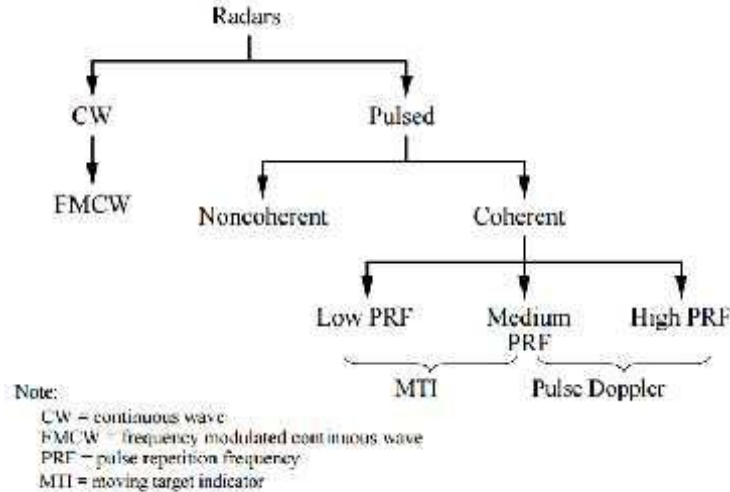 Radars
CW Pulsed
FMCW Noncoherent Coherent
Low PRF Medium PRF High PRF
MTI Pulse Doppler
Note:
CW = continuous wave
FMCW = frequency modulated continuous wave
PRF = pulse repetition frequency
MTI = moving target indicator